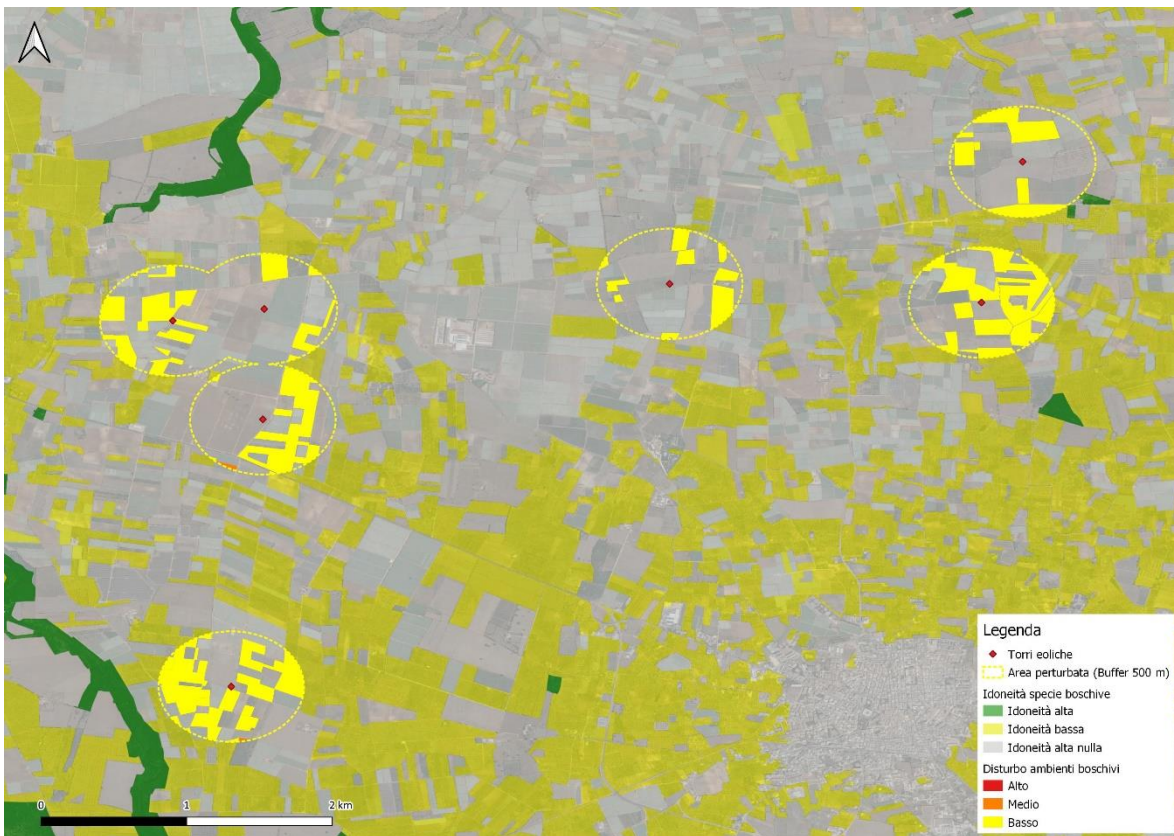 Legenda
Torri eoliche
Area perturbata (Buffer 500 m)
Idoneità specie boschive
Idoneità alta
Idoneità bassa
Idoneità alta nulla
Disturbo ambienti boschivi
Alto
Medio
Basso
0 1 2 km